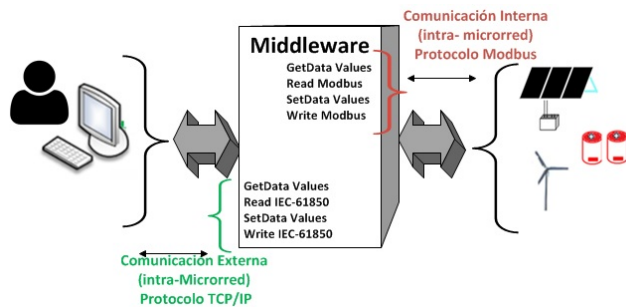 Comunicación Interna
(intra- microrred)
Protocolo Modbus
Middleware
GetData Values
Read Modbus
SetData Values
Write Modbus
GetData Values
Read IEC-61850
SetData Values
Write IEC-61850
Comunicación Externa
(intra-Microrred)
Protocolo TCP/IP